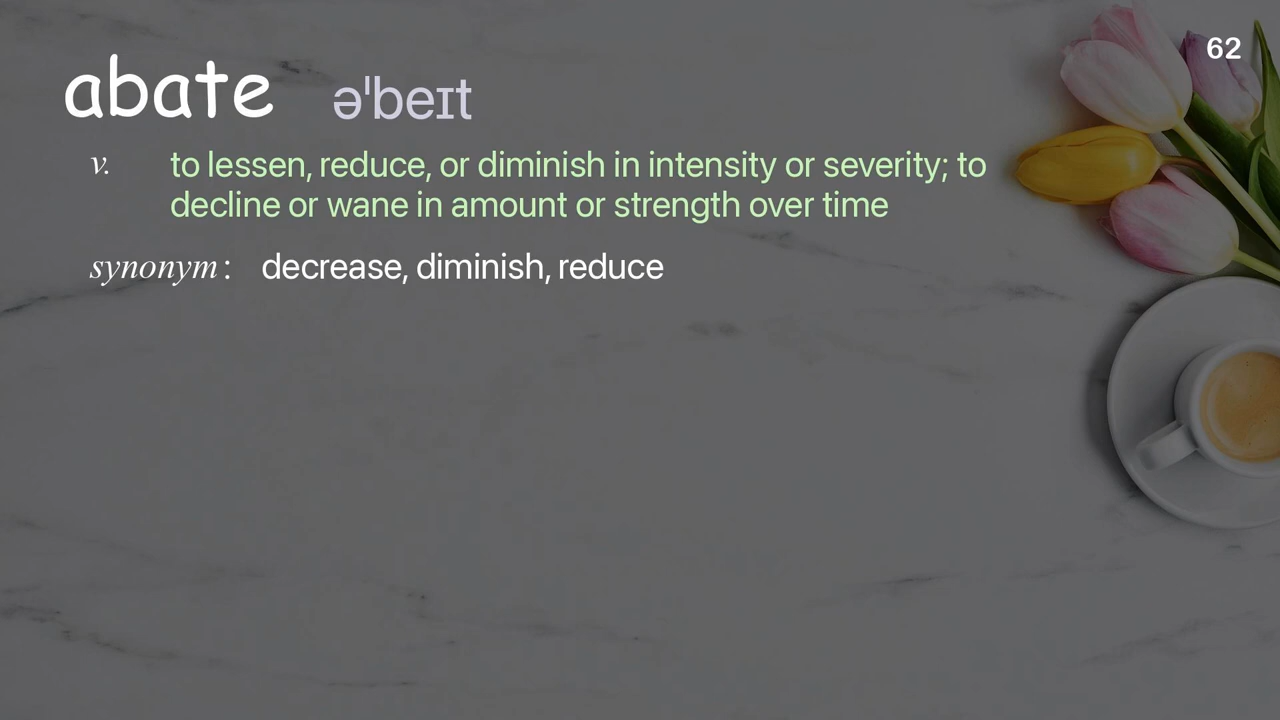 62
abate əˈbeɪt
v. to lessen, reduce, or diminish in intensity or severity; to
decline or wane in amount or strength over time
synonym : decrease, diminish, reduce